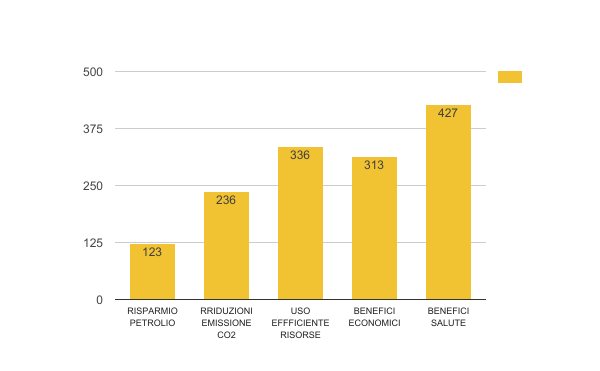 500
375
250
125
0
123
236
336
313
427
RISPARMIO
PETROLIO
RRIDUZIONI
EMISSIONE
CO2
USO
EFFFICIENTE
RISORSE
BENEFICI
ECONOMICI
BENEFICI
SALUTE